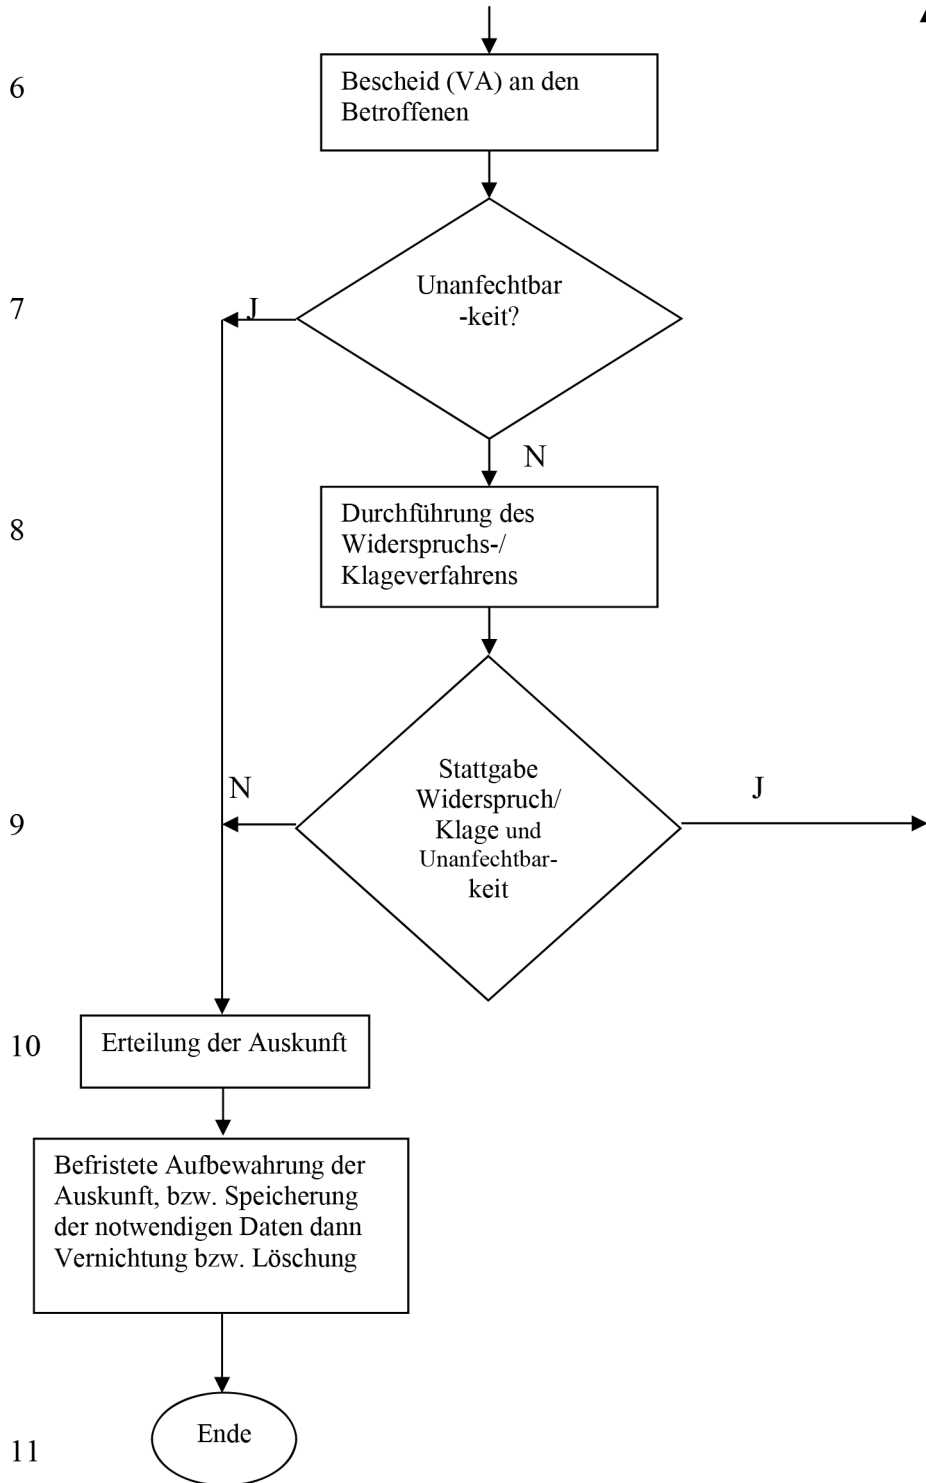 6
Bescheid (VA) an den
Betroffenen
7
Unanfechtbar
-keit?
J
N
8
Durchführung des
Widerspruchs-/
Klageverfahrens
9
N
Stattgabe
Widerspruch/
Klage und
Unanfechtbar-
keit
J
10
Erteilung der Auskunft
Befristete Aufbewahrung der
Auskunft, bzw. Speicherung
der notwendigen Daten dann
Vernichtung bzw. Löschung
Ende
11